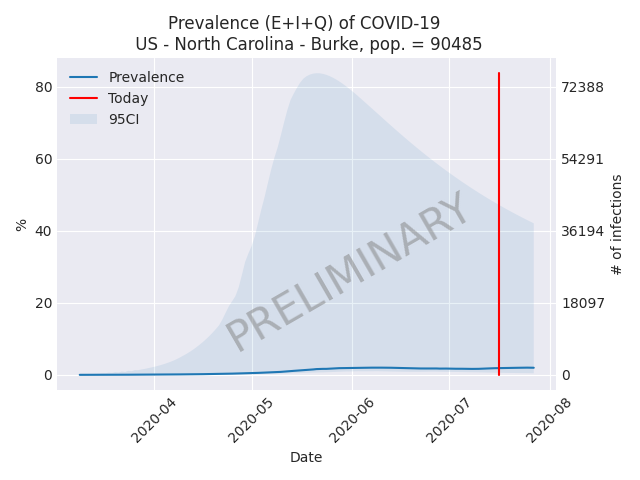 Prevalence (E+I+Q) of COVID-19
US - North Carolina - Burke, pop. = 90485
Prevalence
Today
95CI
80
60
40
20
0
%
72388
54291
36194
18097
0
# of infections
PRELIMINARY
2020-04
2020-05
2020-06
2020-07
2020-08
Date